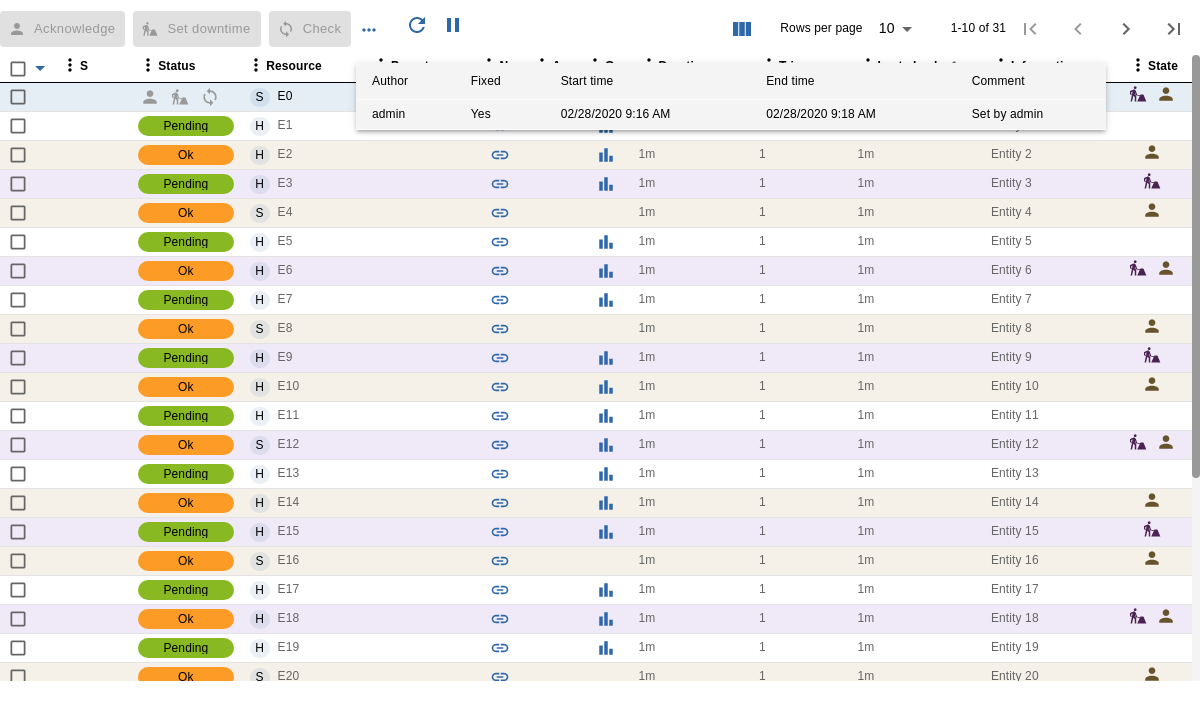 Acknowledge Set downtime Check ... Rows per page 10 1-10 of 31
S Status Resource State
Author Fixed Start time End time Comment
admin Yes 02/28/2020 9:16 AM 02/28/2020 9:18 AM Set by admin
S E0
Pending H E1
Ok H E2 1m 1 1m Entity 2
Pending H E3 1m 1 1m Entity 3
Ok S E4 1m 1 1m Entity 4
Pending H E5 1m 1 1m Entity 5
Ok H E6 1m 1 1m Entity 6
Pending H E7 1m 1 1m Entity 7
Ok S E8 1m 1 1m Entity 8
Pending H E9 1m 1 1m Entity 9
Ok H E10 1m 1 1m Entity 10
Pending H E11 1m 1 1m Entity 11
Ok S E12 1m 1 1m Entity 12
Pending H E13 1m 1 1m Entity 13
Ok H E14 1m 1 1m Entity 14
Pending H E15 1m 1 1m Entity 15
Ok S E16 1m 1 1m Entity 16
Pending H E17 1m 1 1m Entity 17
Ok H E18 1m 1 1m Entity 18
Pending H E19 1m 1 1m Entity 19
Ok S E20 1m 1 1m Entity 20